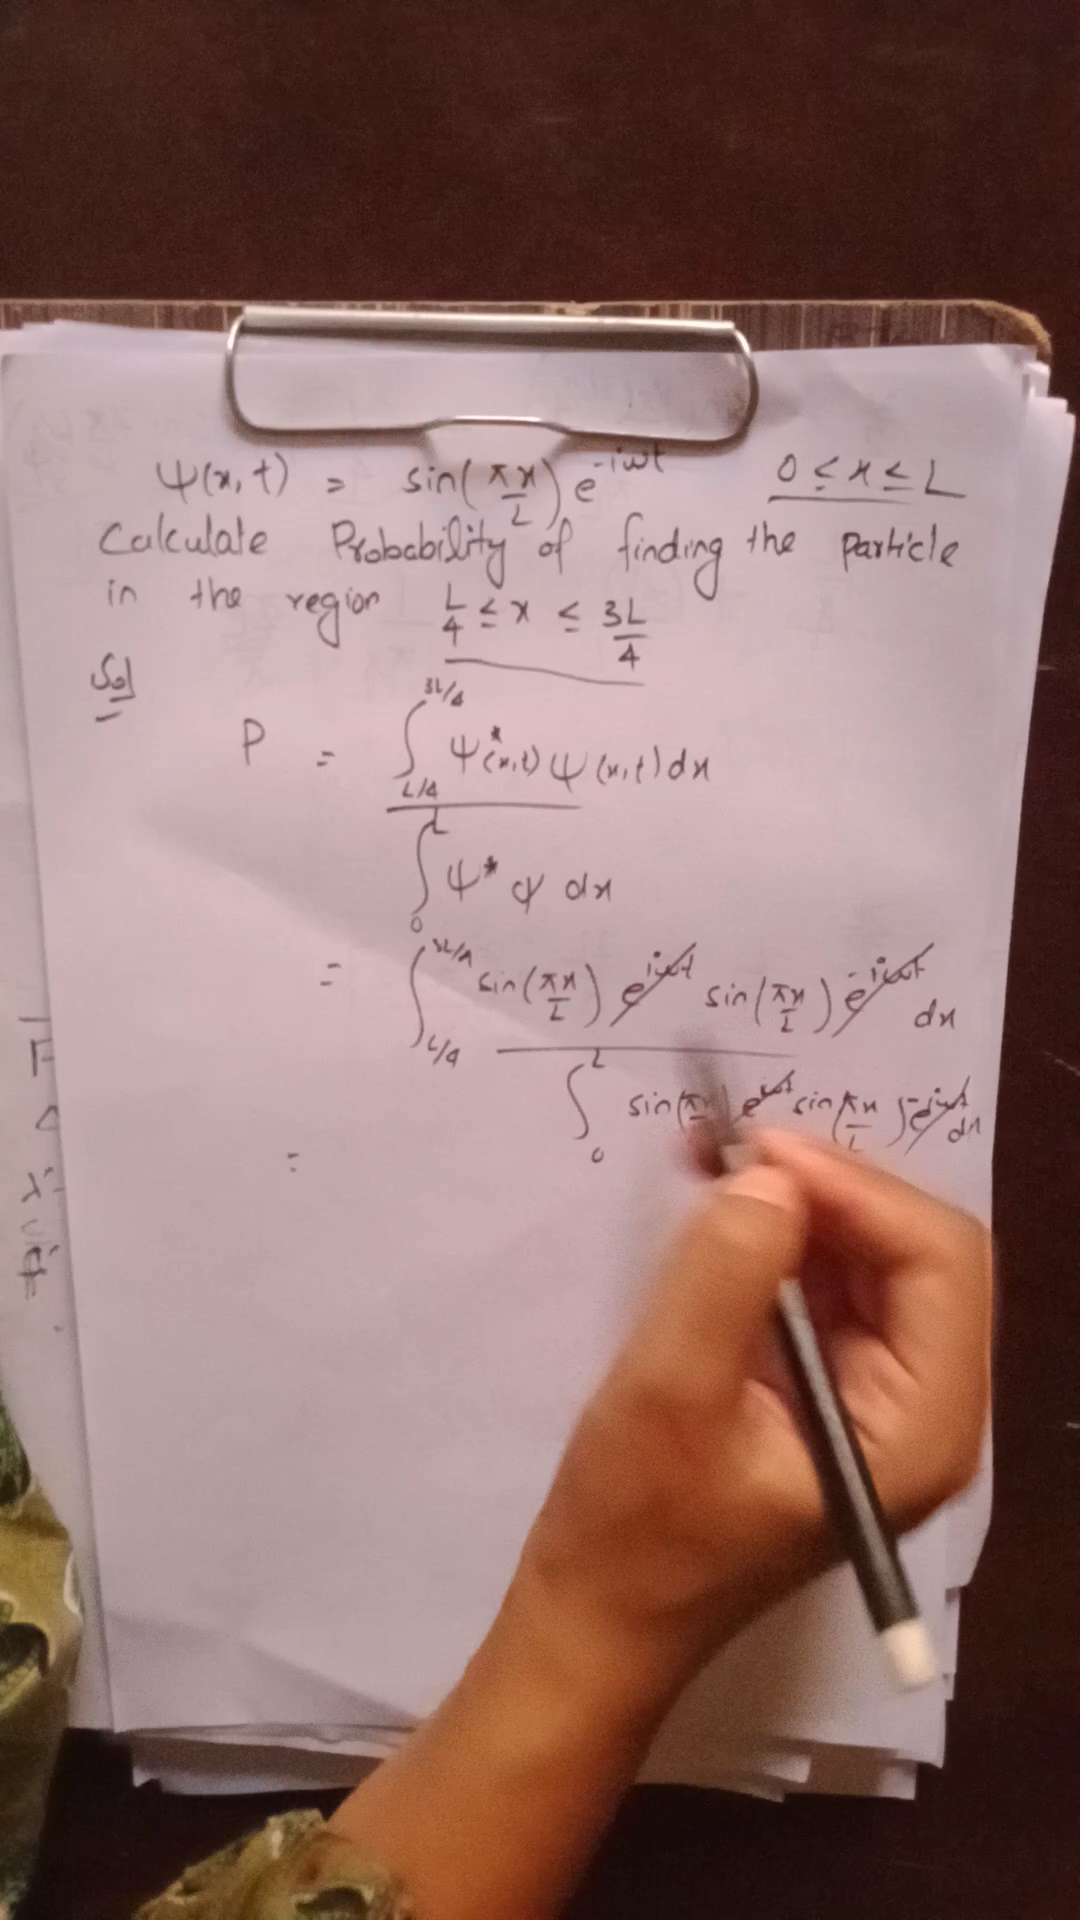 ψ(x,t) = sin(πx/L) e^-iωt 0 ≤ x ≤ L
Calculate Probability of finding the particle
in the region L/4 ≤ x ≤ 3L/4
Sol
P = ∫_{L/4}^{3L/4} ψ*(x,t) ψ(x,t) dx
∫_0^L ψ* ψ dx
= ∫_{L/4}^{3L/4} sin(πx/L) e^iωt sin(πx/L) e^-iωt dx
∫_0^L sin(πx e^iωt sin(πx/L) e^-iωt dx
=